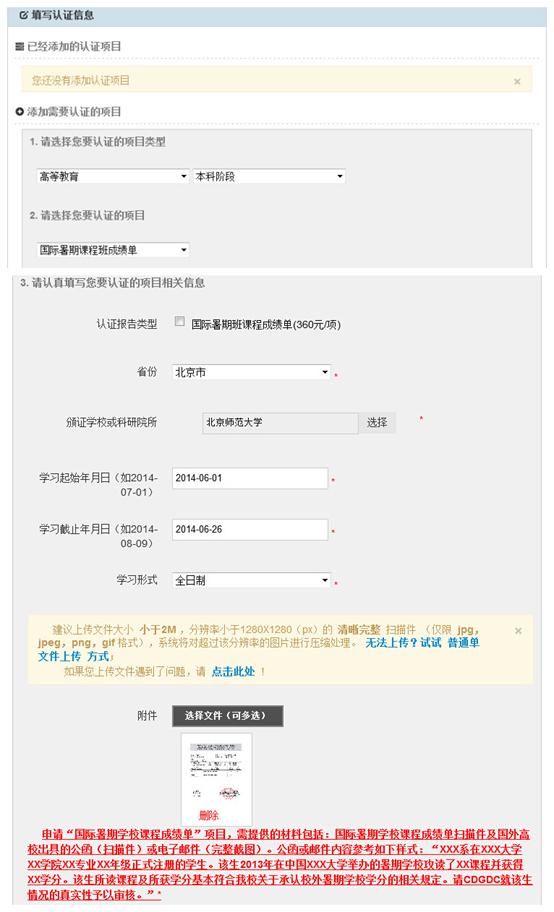 填写认证信息
已经添加的认证项目
您还没有添加认证项目 ×
添加需要认证的项目
1. 请选择您要认证的项目类型
高等教育 本科阶段
2. 请选择您要认证的项目
国际暑期课程班成绩单
3. 请认真填写您要认证的项目相关信息
认证报告类型 国际暑期班课程成绩单(360元/项)
省份 北京市 *
颁证学校或科研院所 北京师范大学 选择 *
学习起始年月日（如2014-
07-01） 2014-06-01 *
学习截止年月日（如2014-
08-09） 2014-06-26 *
学习形式 全日制 *
建议上传文件大小 小于2M ，分辨率小于1280X1280（px）的 清晰完整 扫描件 （仅限 jpg， ×
jpeg，png，gif 格式），系统将对超过该分辨率的图片进行压缩处理。 无法上传？试试 普通单
文件上传 方式；
如果您上传文件遇到了问题，请 点击此处 ！
附件 选择文件（可多选）
删除
申请“国际暑期学校课程成绩单”项目，需提供的材料包括：国际暑期学校课程成绩单扫描件及国外高
校出具的公函（扫描件）或电子邮件（完整截图）。公函或邮件内容参考如下样式：“XXX系在XXX大学
XX学院XX专业XX年级正式注册的学生。该生2013年在中国XXX大学举办的暑期学校攻读了XX课程并获得
XX学分。该生所读课程及所获学分基本符合我校关于承认校外暑期学校学分的相关规定。请CDGDC就该生
情况的真实性予以审核。”*